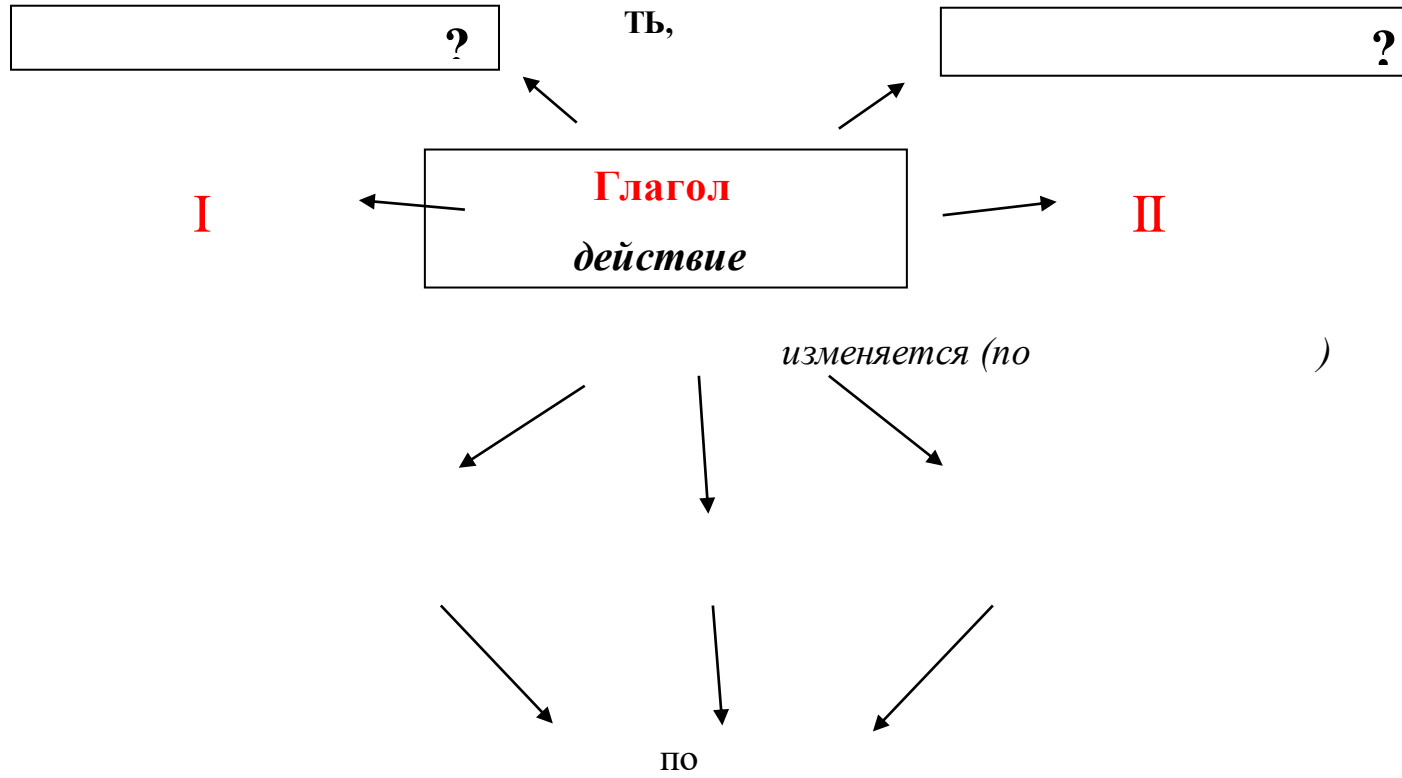 ть,
?
?
Глагол
I
II
действие
изменяется (по )
по